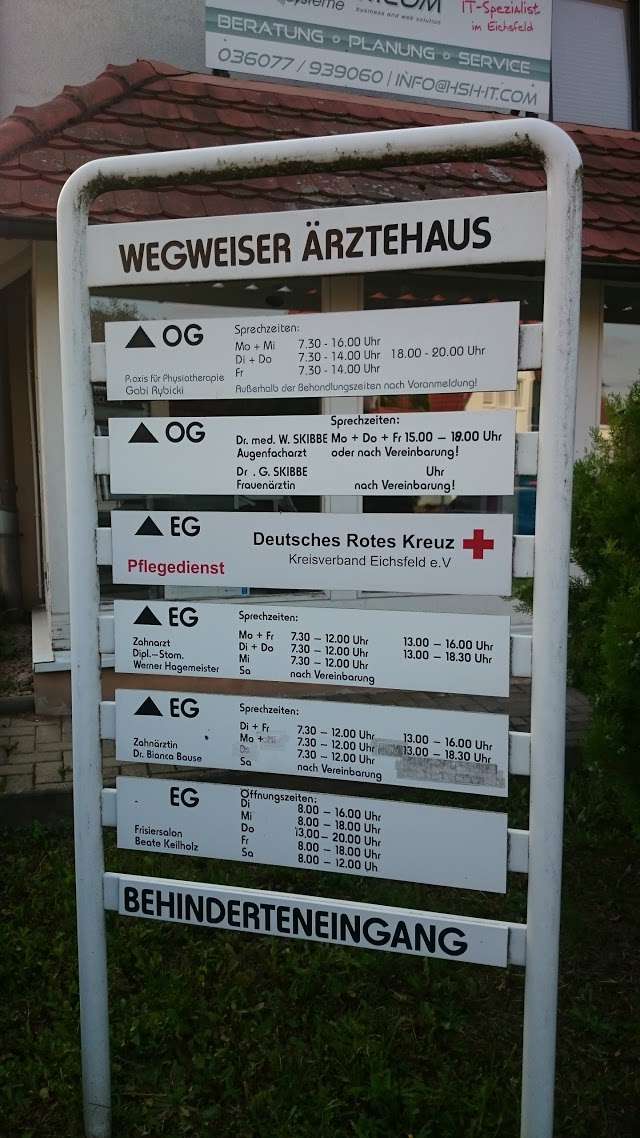 IT-Spezialist
im Eichsfeld
BERATUNG PLANUNG SERVICE
036077 / 939060 | INFO@HSH-IT.COM
WEGWEISER ÄRZTEHAUS
OG
Sprechzeiten:
Mo + Mi 7.30 - 16.00 Uhr
Di + Do 7.30 - 14.00 Uhr 18.00 - 20.00 Uhr
Fr 7.30 - 14.00 Uhr
Praxis für Physiotherapie
Gabi Rybicki
Außerhalb der Behandlungszeiten nach Voranmeldung!
OG
Sprechzeiten:
Dr. med. W. SKIBBE Mo + Do + Fr 15.00 – 18.00 Uhr
Augenfacharzt oder nach Vereinbarung!
Dr . G. SKIBBE Uhr
Frauenärztin nach Vereinbarung!
EG
Deutsches Rotes Kreuz
Kreisverband Eichsfeld e.V
Pflegedienst
EG
Sprechzeiten:
Zahnarzt
Dipl.-Stom.
Werner Hagemeister
Mo + Fr 7.30 – 12.00 Uhr 13.00 – 16.00 Uhr
Di + Do 7.30 – 12.00 Uhr 13.00 – 18.30 Uhr
Mi 7.30 – 12.00 Uhr
Sa nach Vereinbarung
EG
Sprechzeiten:
Zahnärztin
Dr. Bianca Bause
Di + Fr 7.30 – 12.00 Uhr 13.00 – 16.00 Uhr
Mo + 7.30 – 12.00 Uhr 13.00 – 18.30 Uhr
Do 7.30 – 12.00 Uhr
Sa nach Vereinbarung
EG
Öffnungszeiten:
Frisiersalon
Beate Keilholz
Di 8.00 – 16.00 Uhr
Mi 8.00 – 18.00 Uhr
Do 13.00 – 20.00 Uhr
Fr 8.00 – 18.00 Uhr
Sa 8.00 – 12.00 Uh
BEHINDERTENEINGANG